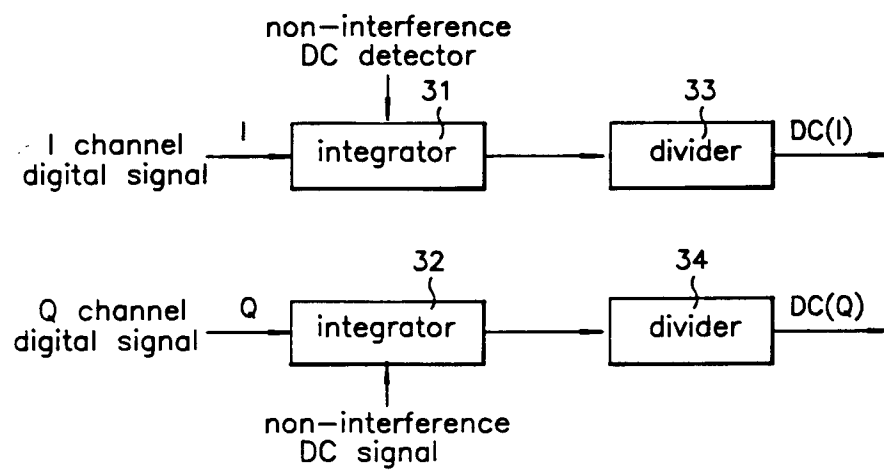 non-interference
DC detector
31
33
I channel
digital signal
I
integrator
divider
DC(I)
32
34
Q channel
digital signal
Q
integrator
divider
DC(Q)
non-interference
DC signal